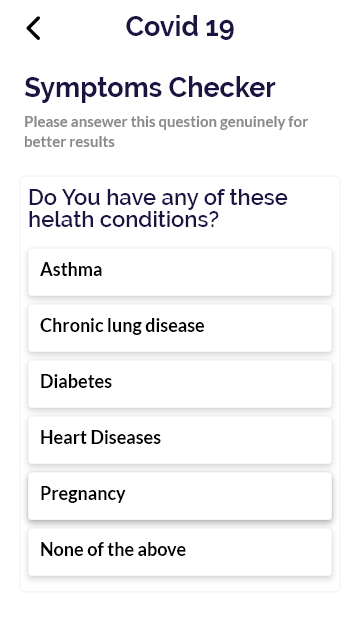 Covid 19
Symptoms Checker
Please ansewer this question genuinely for
better results
Do You have any of these
helath conditions?
Asthma
Chronic lung disease
Diabetes
Heart Diseases
Pregnancy
None of the above